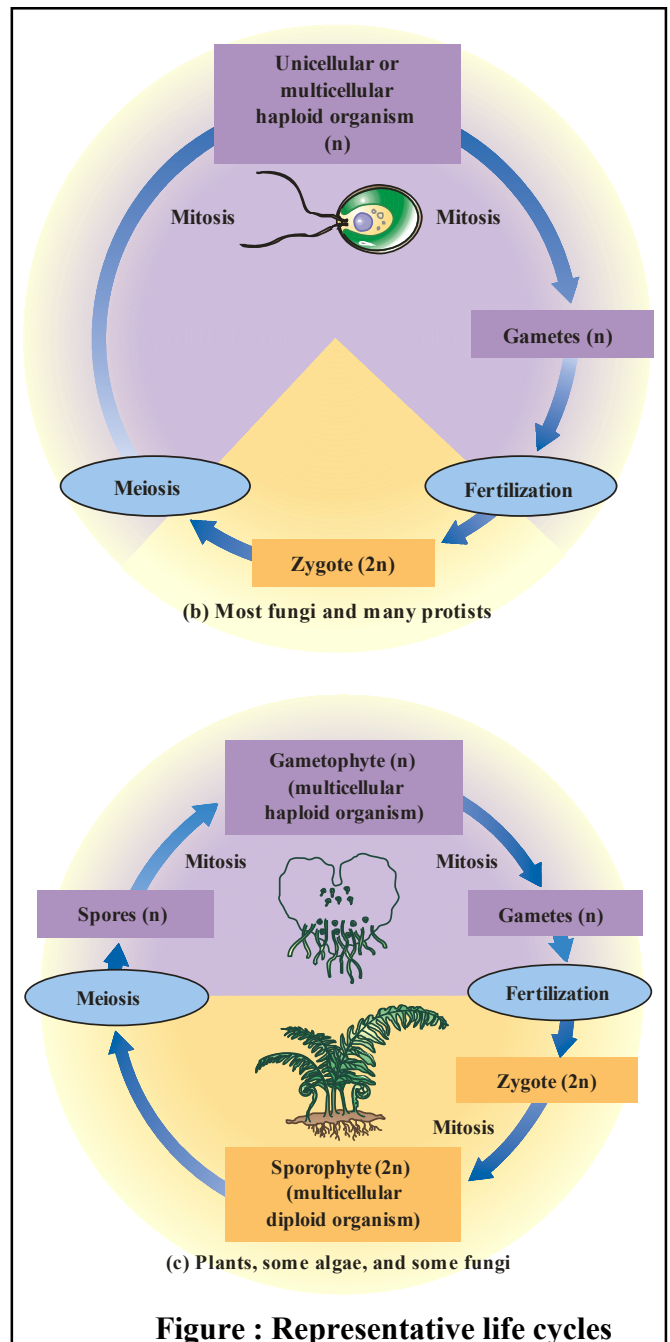 Unicellular or
multicellular
haploid organism
(n)
Mitosis
Mitosis
Gametes (n)
Meiosis
Fertilization
Zygote (2n)
(b) Most fungi and many protists
Gametophyte (n)
(multicellular
haploid organism)
Mitosis
Mitosis
Spores (n)
Gametes (n)
Meiosis
Fertilization
Zygote (2n)
Mitosis
Sporophyte (2n)
(multicellular
diploid organism)
(c) Plants, some algae, and some fungi
Figure : Representative life cycles